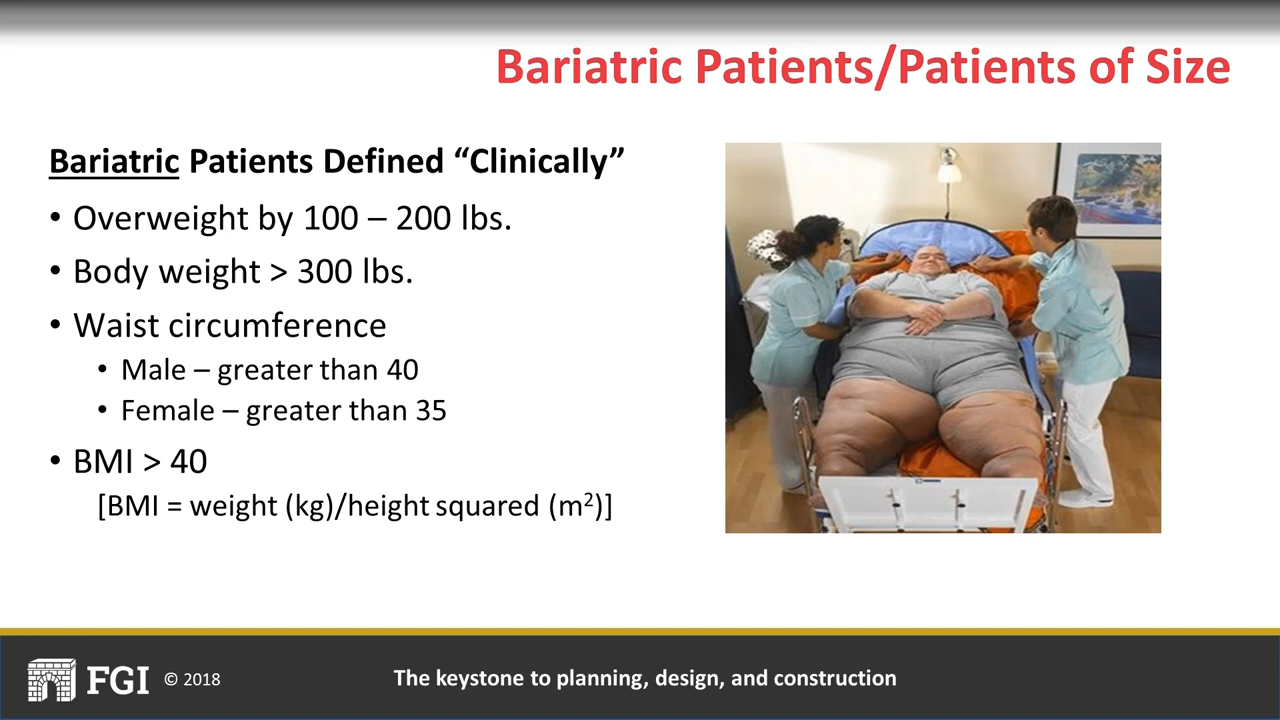 Bariatric Patients/Patients of Size
Bariatric Patients Defined “Clinically”
• Overweight by 100 – 200 lbs.
• Body weight > 300 lbs.
• Waist circumference
• Male – greater than 40
• Female – greater than 35
• BMI > 40
[BMI = weight (kg)/height squared (m²)]
FGI © 2018
The keystone to planning, design, and construction